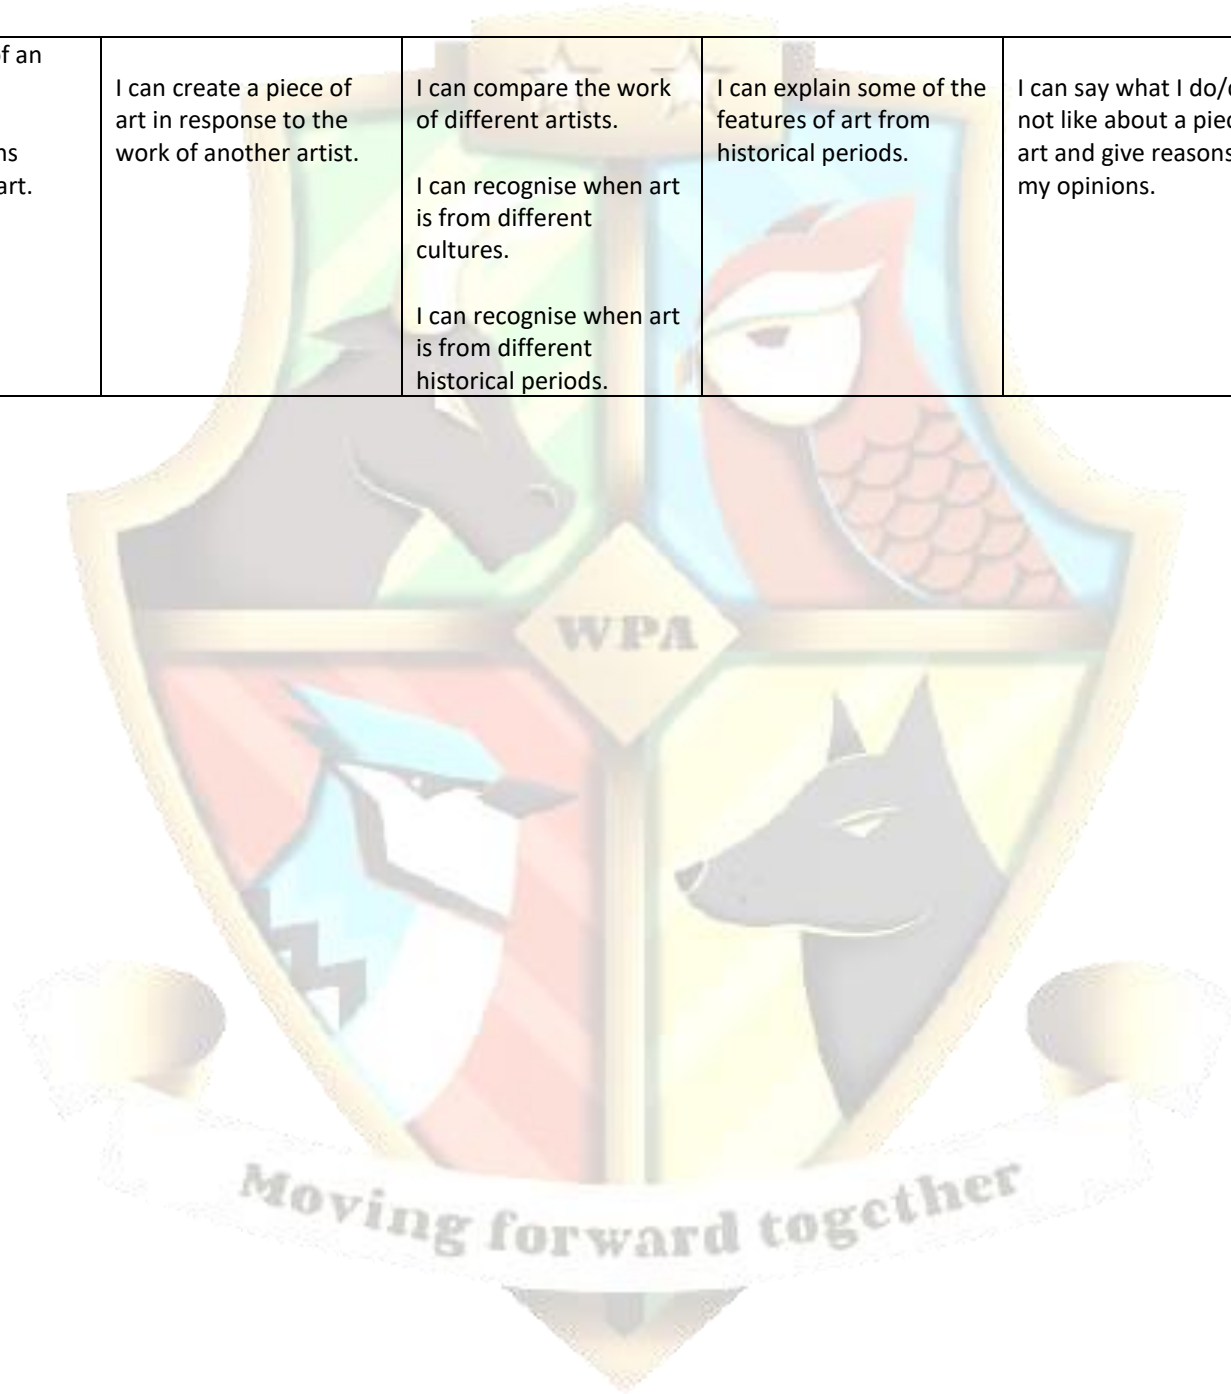 f an
ns
art.
I can create a piece of
art in response to the
work of another artist.
I can compare the work
of different artists.
I can recognise when art
is from different
cultures.
I can recognise when art
is from different
historical periods.
I can explain some of the
features of art from
historical periods.
I can say what I do/
not like about a
art and give reasons
my opinions.
WPA
Moving forward together